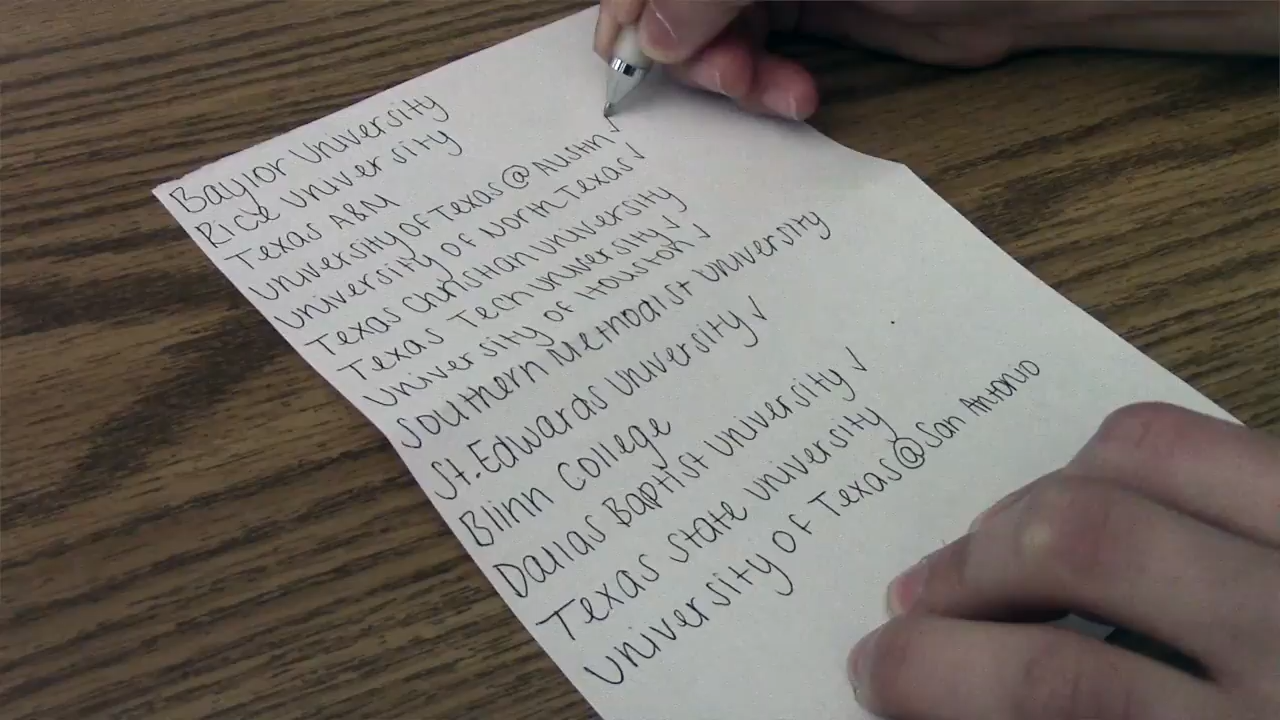 Baylor University
Rice University
Texas A&M
University of Texas @ Austin ✓
University of North Texas ✓
Texas Christian University
Texas Tech University ✓
University of Houston ✓
Southern Methodist University
St. Edwards University ✓
Blinn College
Dallas Baptist University ✓
Texas State University
University of Texas @ San Antonio